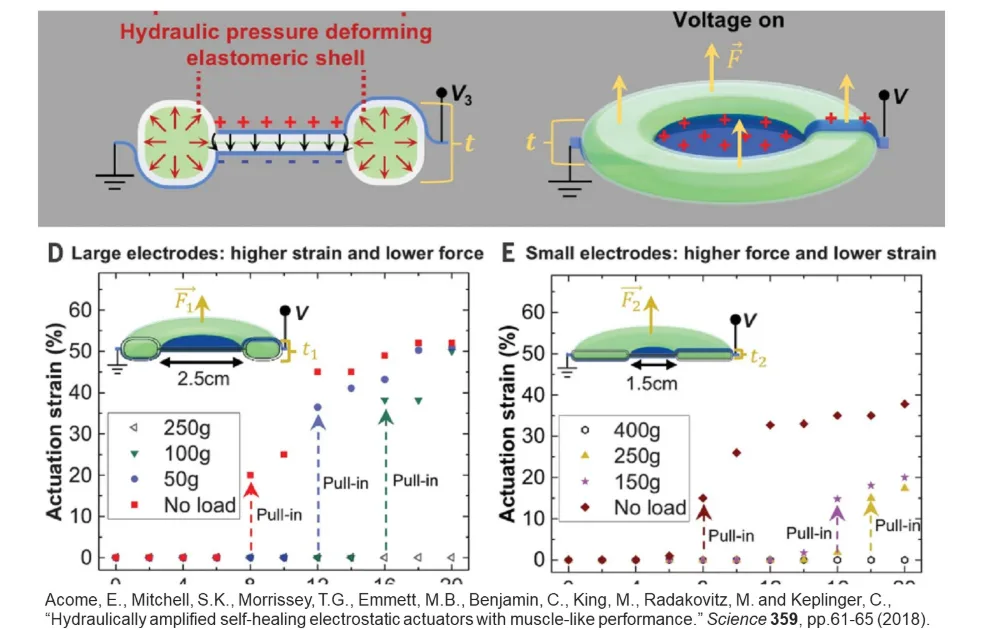 Hydraulic pressure deforming
elastomeric shell
Voltage on
+ + + + + +
- - - - - -
V₃
t
F
V
t
D Large electrodes: higher strain and lower force
Actuation strain (%)
60
50
40
30
20
10
0
F₁
V
t₁
2.5cm
250g
100g
50g
No load
Pull-in
Pull-in
Pull-in
0 4 8 12 16 20
E Small electrodes: higher force and lower strain
Actuation strain (%)
60
50
40
30
20
10
0
F₂
V
t₂
1.5cm
400g
250g
150g
No load
Pull-in
Pull-in
Pull-in
Acome, E., Mitchell, S.K., Morrissey, T.G., Emmett, M.B., Benjamin, C., King, M., Radakovitz, M. and Keplinger, C.,
“Hydraulically amplified self-healing electrostatic actuators with muscle-like performance.” Science 359, pp.61-65 (2018).